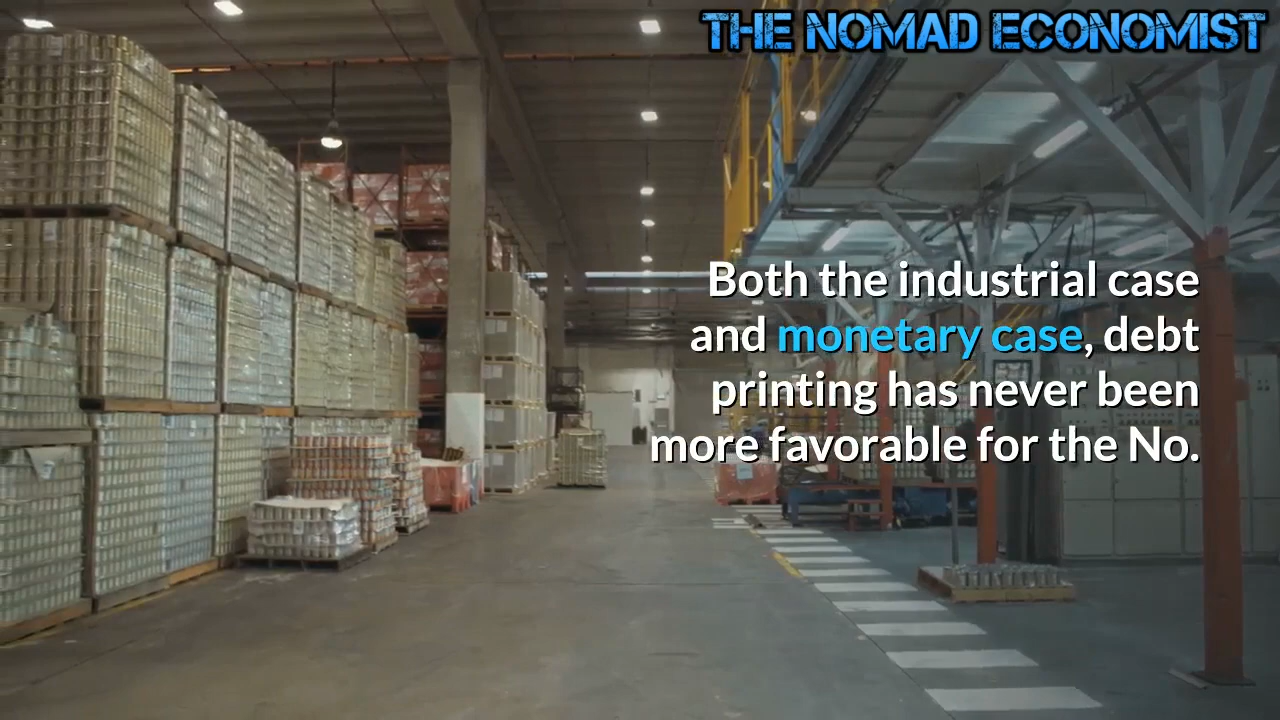 THE NOMAD ECONOMIST
Both the industrial case
and monetary case, debt
printing has never been
more favorable for the No.